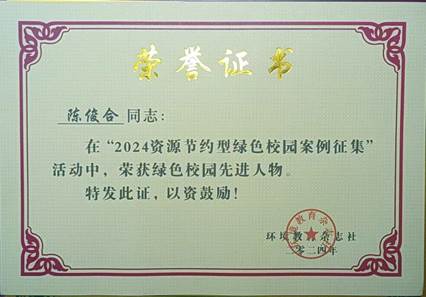 荣誉证书
陈俊合 同志：
在“2024资源节约型绿色校园案例征集”
活动中，荣获绿色校园先进人物。
特发此证，以资鼓励！
环境教育杂志社
二零二四年